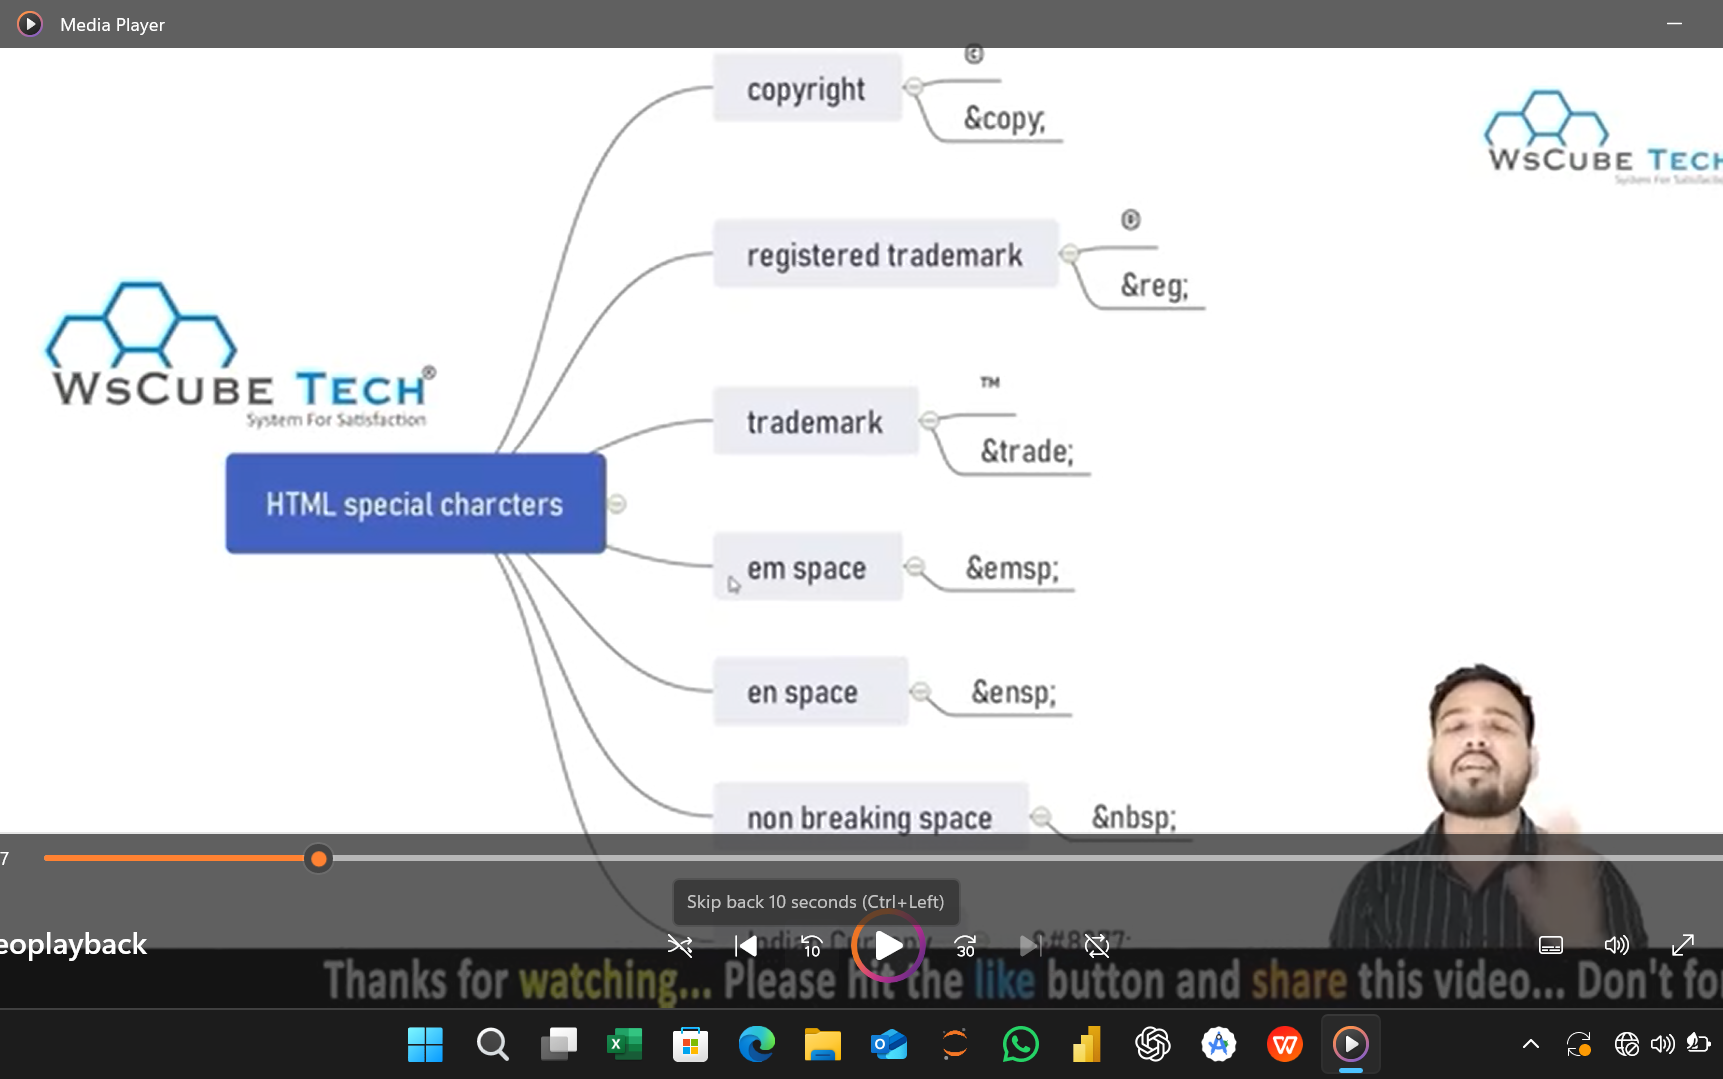 Media Player
©
copyright
&copy;
WSCUBE TECH
®
registered trademark
&reg;
WSCUBE TECH®
System For Satisfaction
TM
trademark
&trade;
HTML special charcters
em space
&emsp;
en space
&ensp;
non breaking space
&nbsp;
7
Skip back 10 seconds (Ctrl+Left)
eoplayback
10
30
Thanks for watching... Please hit the like button and share this video... Don't fo